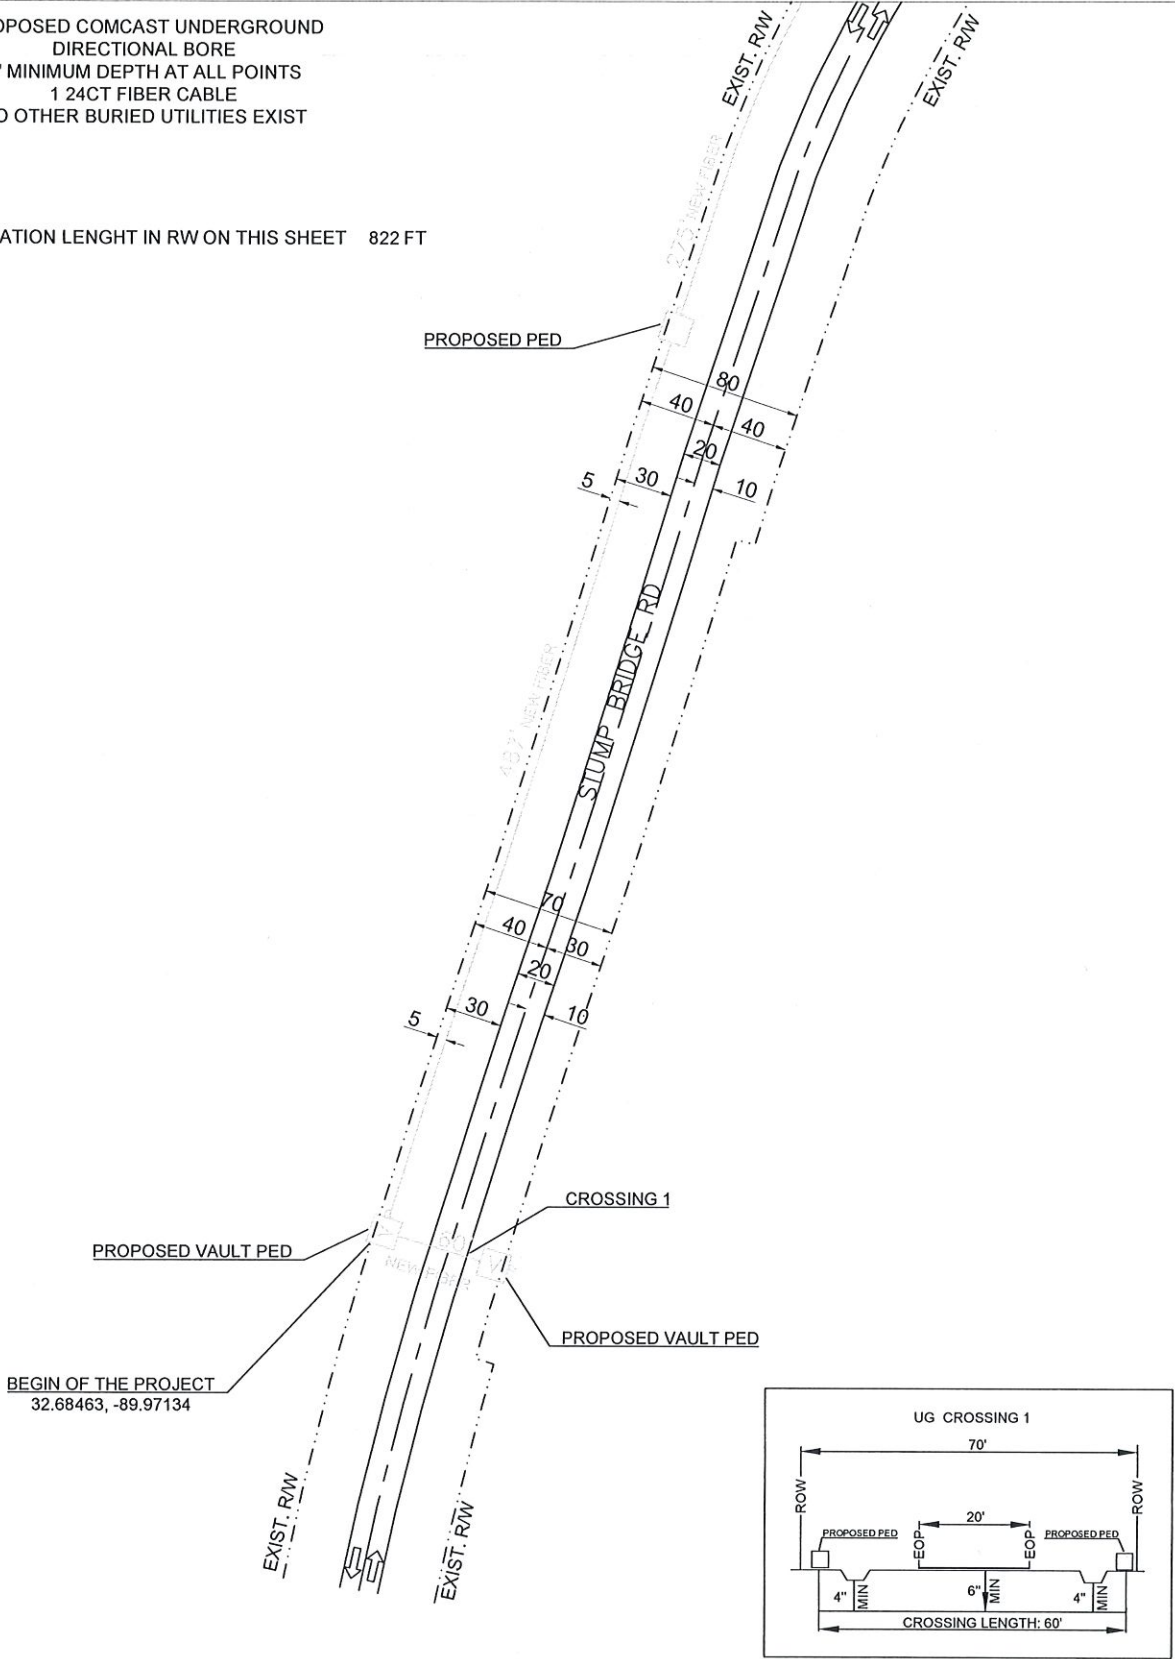 OPOSED COMCAST UNDERGROUND
DIRECTIONAL BORE
' MINIMUM DEPTH AT ALL POINTS
1 24CT FIBER CABLE
O OTHER BURIED UTILITIES EXIST
ATION LENGHT IN RW ON THIS SHEET 822 FT
EXIST. R/W
EXIST. R/W
275' NEW FIBER
PROPOSED PED
80
40
40
20
5
30
10
STUMP BRIDGE RD
487' NEW FIBER
70
40
30
20
5
30
10
CROSSING 1
PROPOSED VAULT PED
V
60'
NEW FIBER
V
PROPOSED VAULT PED
BEGIN OF THE PROJECT
32.68463, -89.97134
EXIST. R/W
EXIST. R/W
UG CROSSING 1
70'
ROW
ROW
20'
PROPOSED PED
EOP
EOP
PROPOSED PED
4"
MIN
6"
MIN
4"
MIN
CROSSING LENGTH: 60'